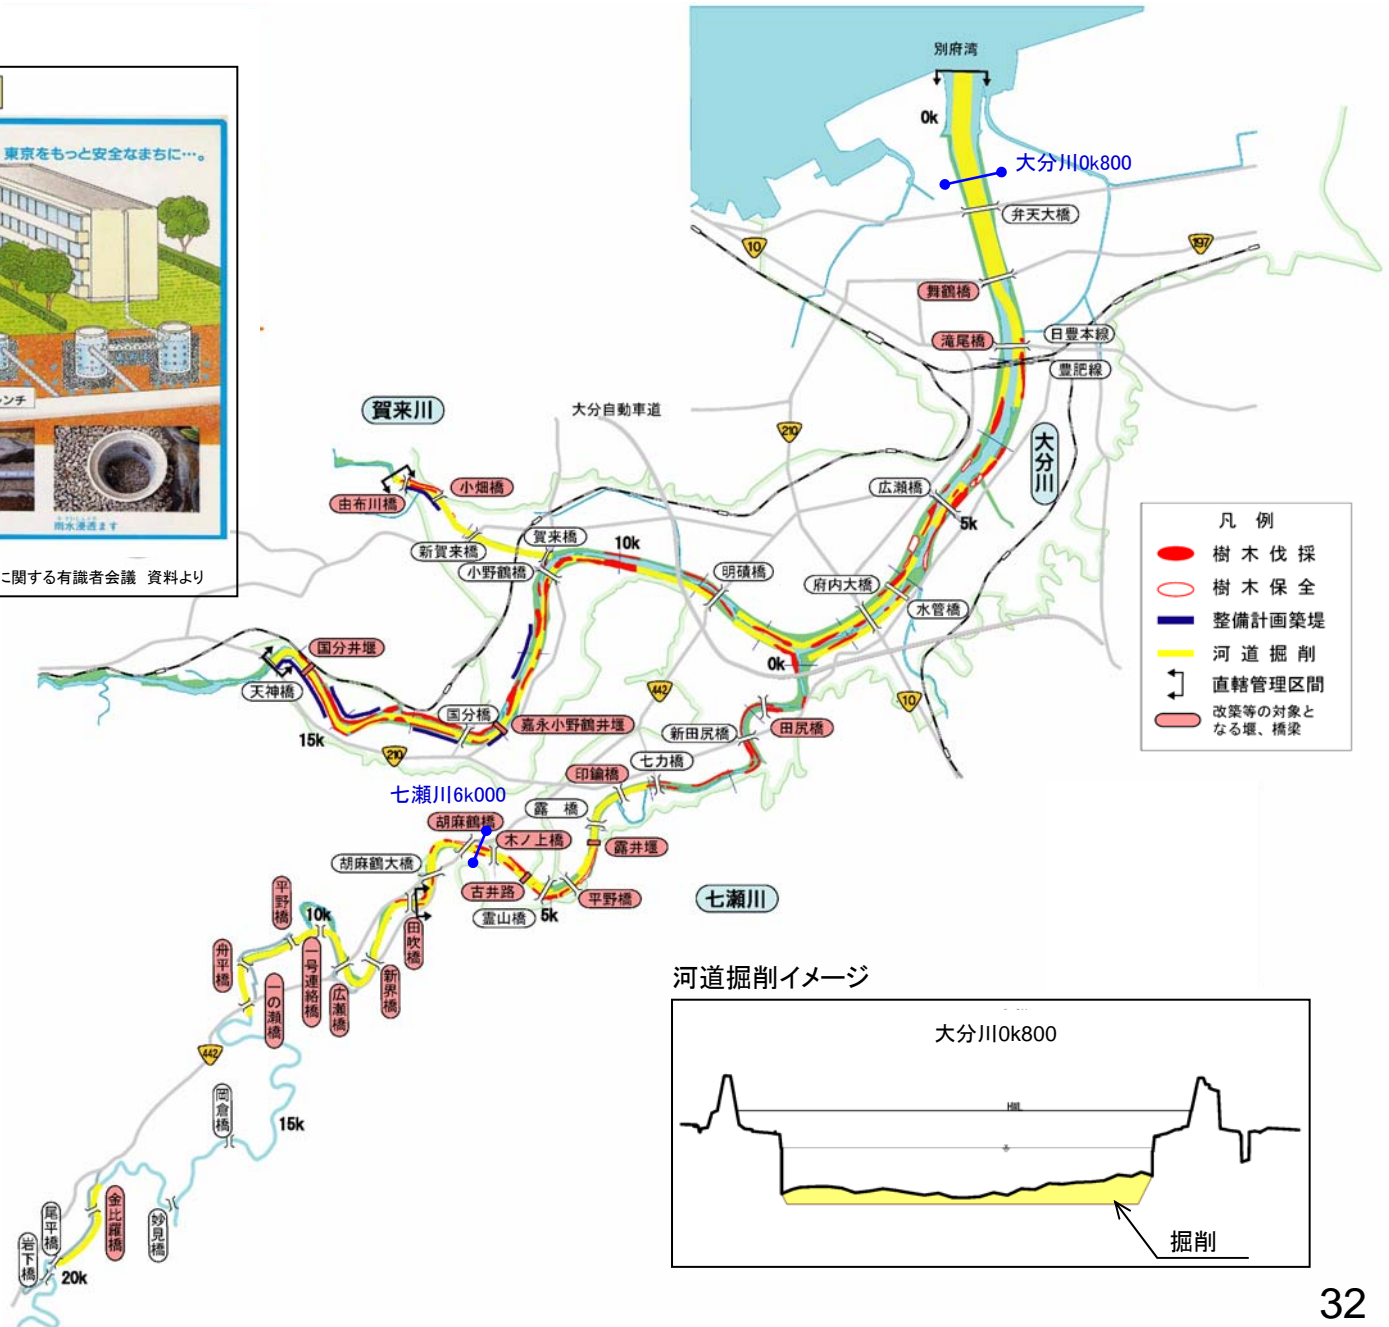 東京をもっと安全なまちに…。
ンチ
雨水浸透ます
に関する有識者会議 資料より
別府湾
0k
大分川0k800
弁天大橋
10
197
舞鶴橋
滝尾橋
日豊本線
豊肥線
賀来川
大分自動車道
210
大分川
由布川橋
小畑橋
広瀬橋
5k
新賀来橋
賀来橋
小野鶴橋
10k
明磧橋
府内大橋
水管橋
国分井堰
天神橋
0k
442
10
15k
国分橋
嘉永小野鶴井堰
新田尻橋
田尻橋
210
七力橋
印鑰橋
七瀬川6k000
露 橋
胡麻鶴橋
木ノ上橋
露井堰
胡麻鶴大橋
古井路
霊山橋
5k
平野橋
七瀬川
平野橋
10k
田吹橋
舟平橋
一の瀬橋
一号連絡橋
広瀬橋
新界橋
442
岡倉橋
15k
金比羅橋
妙見橋
尾平橋
岩下橋
20k
凡 例
樹木伐採
樹木保全
整備計画築堤
河道掘削
直轄管理区間
改築等の対象と
なる堰、橋梁
河道掘削イメージ
大分川0k800
HWL
掘削
32